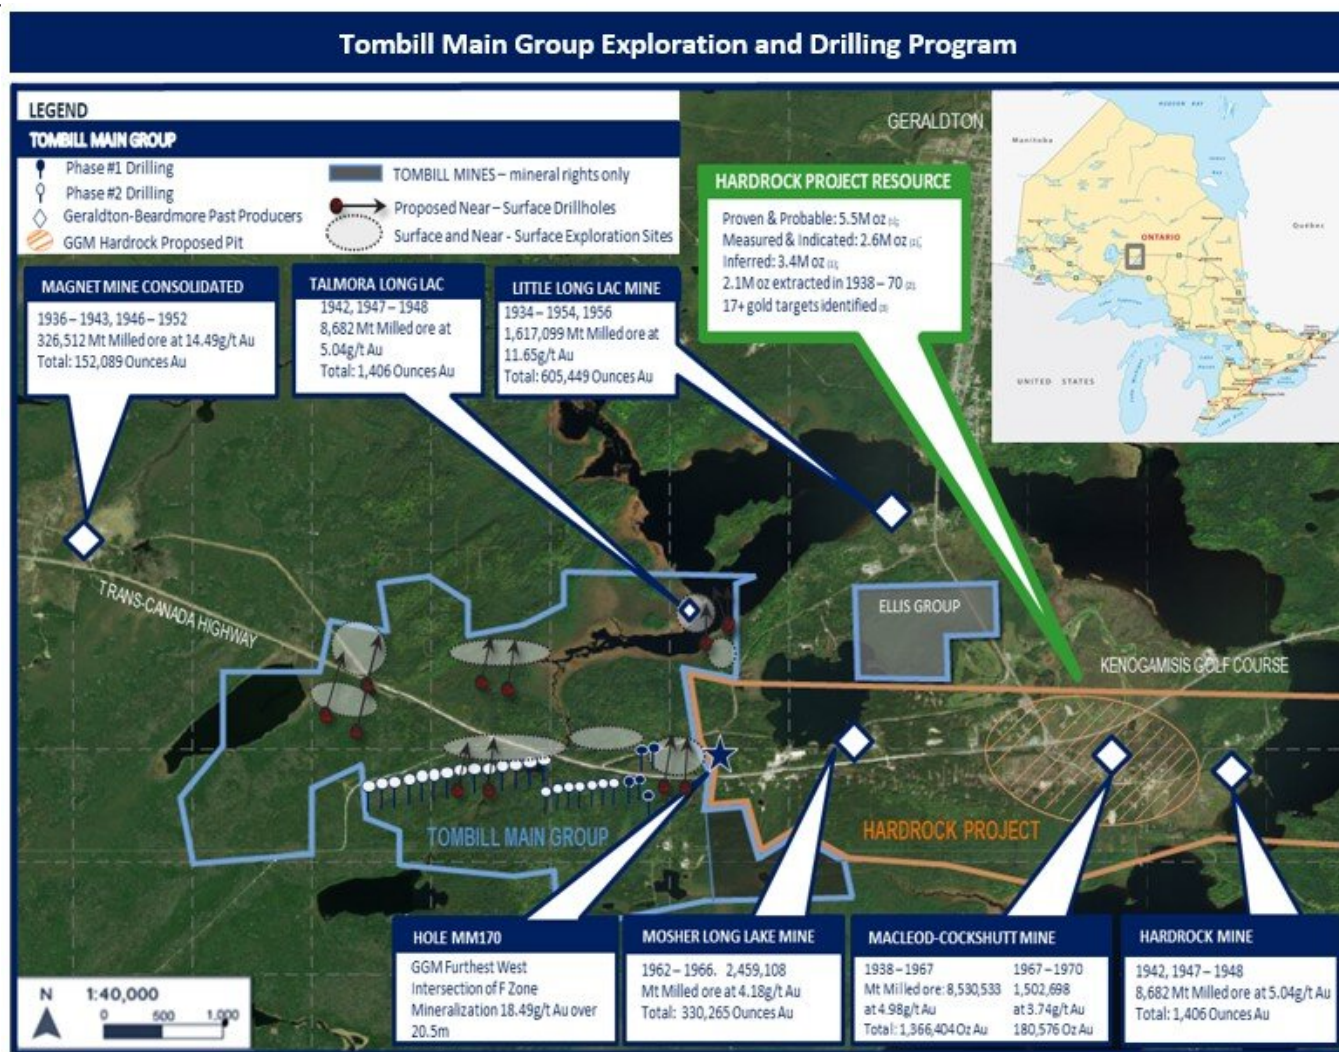 Tombill Main Group Exploration and Drilling Program
LEGEND
TOMBILL MAIN GROUP
Phase #1 Drilling
Phase #2 Drilling
Geraldton-Beardmore Past Producers
GGM Hardrock Proposed Pit
TOMBILL MINES – mineral rights only
Proposed Near – Surface Drillholes
Surface and Near - Surface Exploration Sites
GERALDTON
HUDSON BAY
Manitoba
Québec
ONTARIO
UNITED STATES
HARDROCK PROJECT RESOURCE
Proven & Probable: 5.5M oz (1);
Measured & Indicated: 2.6M oz (1);
Inferred: 3.4M oz (1);
2.1M oz extracted in 1938 – 70 (2)
17+ gold targets identified (3)
MAGNET MINE CONSOLIDATED
1936 – 1943, 1946 – 1952
326,512 Mt Milled ore at 14.49g/t Au
Total: 152,089 Ounces Au
TALMORA LONG LAC
1942, 1947 – 1948
8,682 Mt Milled ore at
5.04g/t Au
Total: 1,406 Ounces Au
LITTLE LONG LAC MINE
1934 – 1954, 1956
1,617,099 Mt Milled ore at
11.65g/t Au
Total: 605,449 Ounces Au
TRANS-CANADA HIGHWAY
ELLIS GROUP
KENOGAMISIS GOLF COURSE
TOMBILL MAIN GROUP
HARDROCK PROJECT
HOLE MM170
GGM Furthest West
Intersection of F Zone
Mineralization 18.49g/t Au over
20.5m
MOSHER LONG LAKE MINE
1962 – 1966. 2,459,108
Mt Milled ore at 4.18g/t Au
Total: 330,265 Ounces Au
MACLEOD-COCKSHUTT MINE
1938 – 1967 1967 – 1970
Mt Milled ore: 8,530,533 1,502,698
at 4.98g/t Au at 3.74g/t Au
Total: 1,366,404 Oz Au 180,576 Oz Au
HARDROCK MINE
1942, 1947 – 1948
8,682 Mt Milled ore at 5.04g/t Au
Total: 1,406 Ounces Au
N 1:40,000
0 500 1,000